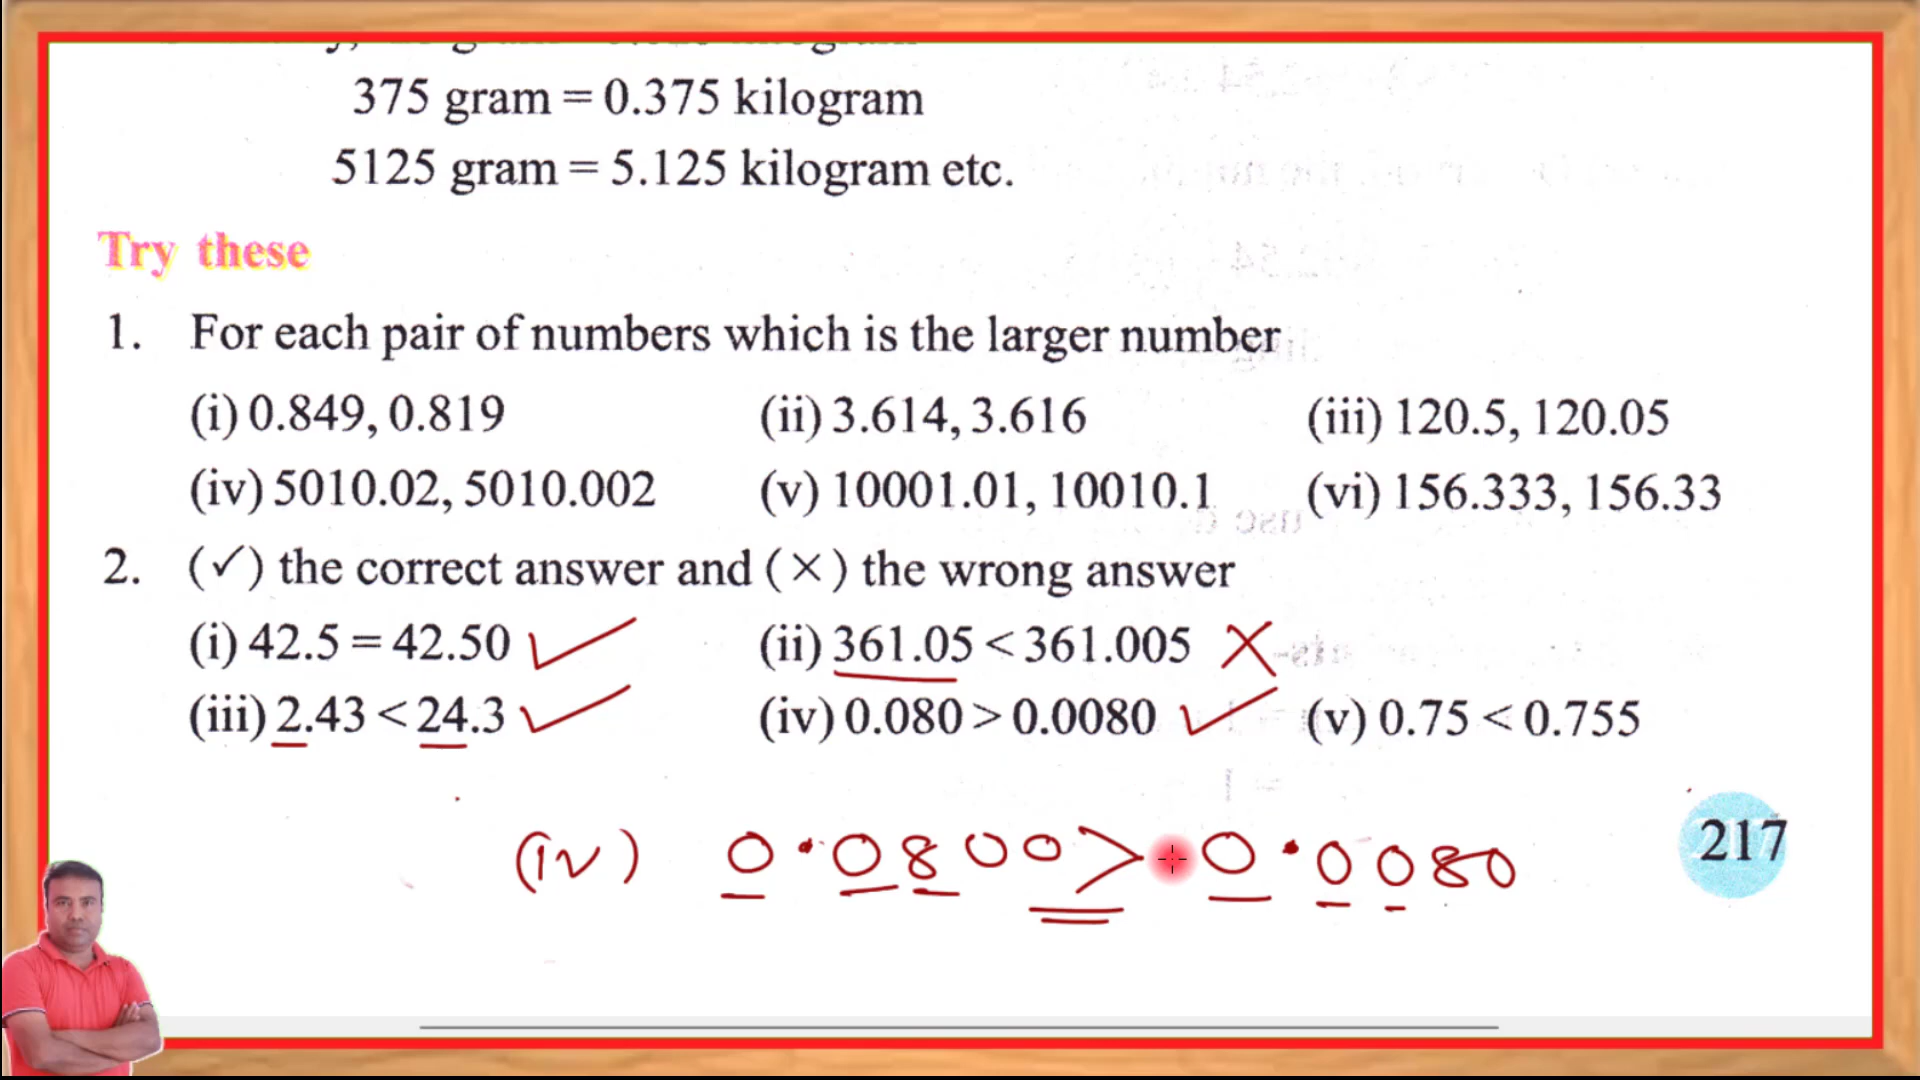 375 gram = 0.375 kilogram
5125 gram = 5.125 kilogram etc.
Try these
1. For each pair of numbers which is the larger number
(i) 0.849, 0.819 (ii) 3.614, 3.616 (iii) 120.5, 120.05
(iv) 5010.02, 5010.002 (v) 10001.01, 10010.1 (vi) 156.333, 156.33
2. (✓) the correct answer and (×) the wrong answer
(i) 42.5 = 42.50 ✓ (ii) 361.05 < 361.005 ×
(iii) 2.43 < 24.3 ✓ (iv) 0.080 > 0.0080 ✓ (v) 0.75 < 0.755
(iv) 0.0800 > 0.0080
217